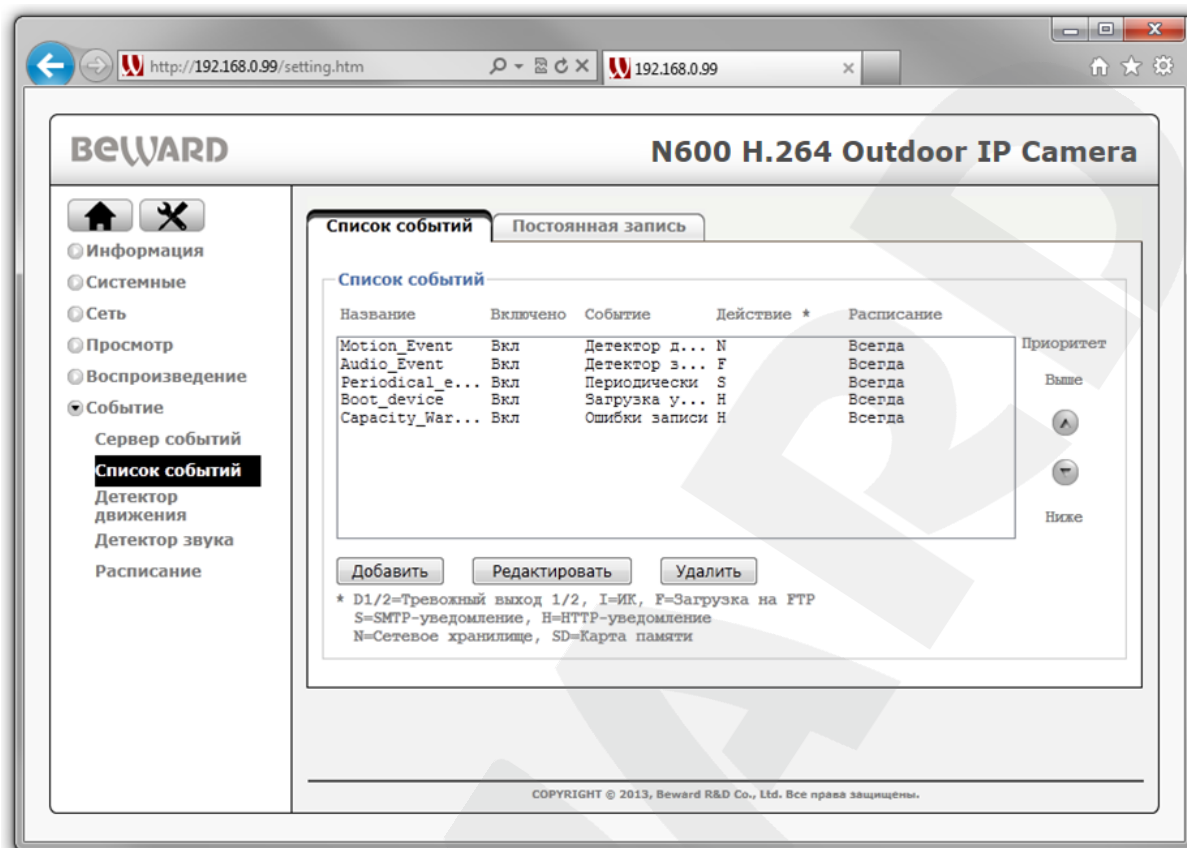 http://192.168.0.99/setting.htm
192.168.0.99
BEWARD
N600 H.264 Outdoor IP Camera
Информация
Системные
Сеть
Просмотр
Воспроизведение
Событие
Сервер событий
Список событий
Детектор
движения
Детектор звука
Расписание
Список событий Постоянная запись
Список событий
Название Включено Событие Действие * Расписание
Motion_Event Вкл Детектор д... N Всегда
Audio_Event Вкл Детектор з... F Всегда
Periodical_e... Вкл Периодически S Всегда
Boot_device Вкл Загрузка у... H Всегда
Capacity_War... Вкл Ошибки записи H Всегда
Приоритет
Выше
Ниже
Добавить Редактировать Удалить
* D1/2=Тревожный выход 1/2, I=ИК, F=Загрузка на FTP
S=SMTP-уведомление, H=HTTP-уведомление
N=Сетевое хранилище, SD=Карта памяти
COPYRIGHT © 2013, Beward R&D Co., Ltd. Все права защищены.